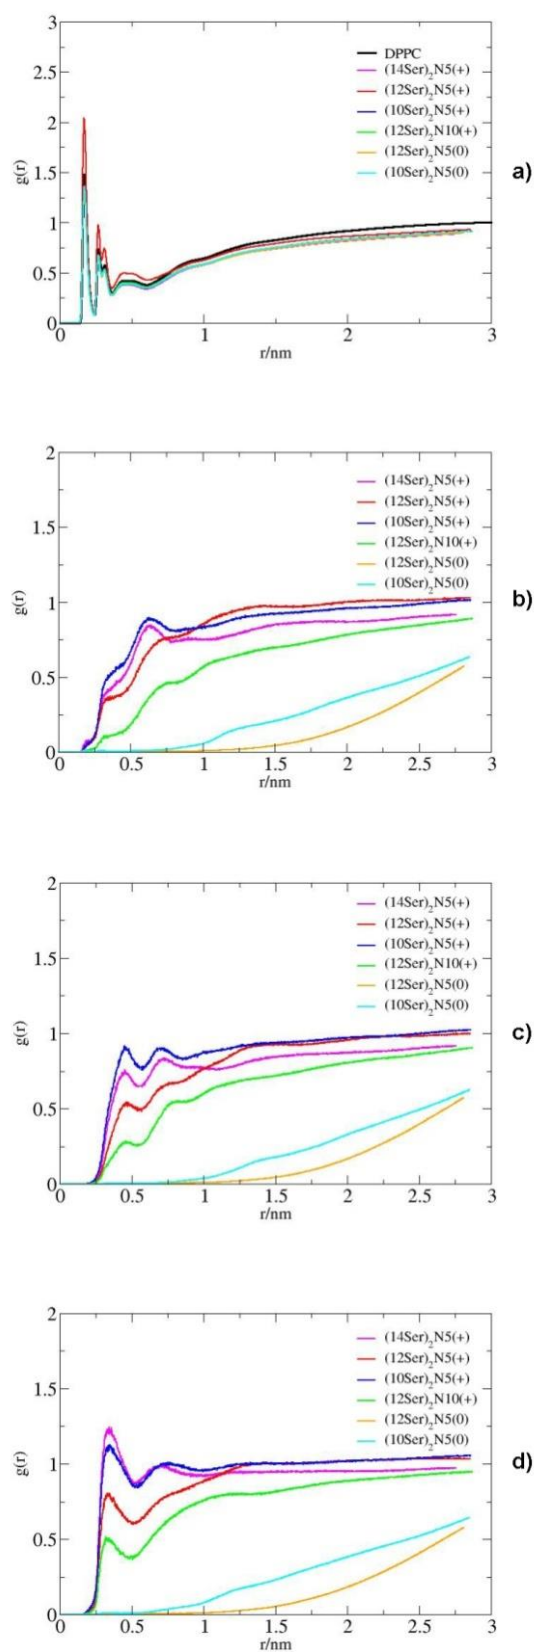 3
2.5
2
1.5
1
0.5
0
g(r)
DPPC
(14Ser)₂N5(+)
(12Ser)₂N5(+)
(10Ser)₂N5(+)
(12Ser)₂N10(+)
(12Ser)₂N5(0)
(10Ser)₂N5(0)
a)
0 1 2 3
r/nm
2
1.5
1
0.5
0
g(r)
(14Ser)₂N5(+)
(12Ser)₂N5(+)
(10Ser)₂N5(+)
(12Ser)₂N10(+)
(12Ser)₂N5(0)
(10Ser)₂N5(0)
b)
0 0.5 1 1.5 2 2.5 3
r/nm
2
1.5
1
0.5
0
g(r)
(14Ser)₂N5(+)
(12Ser)₂N5(+)
(10Ser)₂N5(+)
(12Ser)₂N10(+)
(12Ser)₂N5(0)
(10Ser)₂N5(0)
c)
0 0.5 1 1.5 2 2.5 3
r/nm
2
1.5
1
0.5
0
g(r)
(14Ser)₂N5(+)
(12Ser)₂N5(+)
(10Ser)₂N5(+)
(12Ser)₂N10(+)
(12Ser)₂N5(0)
(10Ser)₂N5(0)
d)
0 0.5 1 1.5 2 2.5 3
r/nm